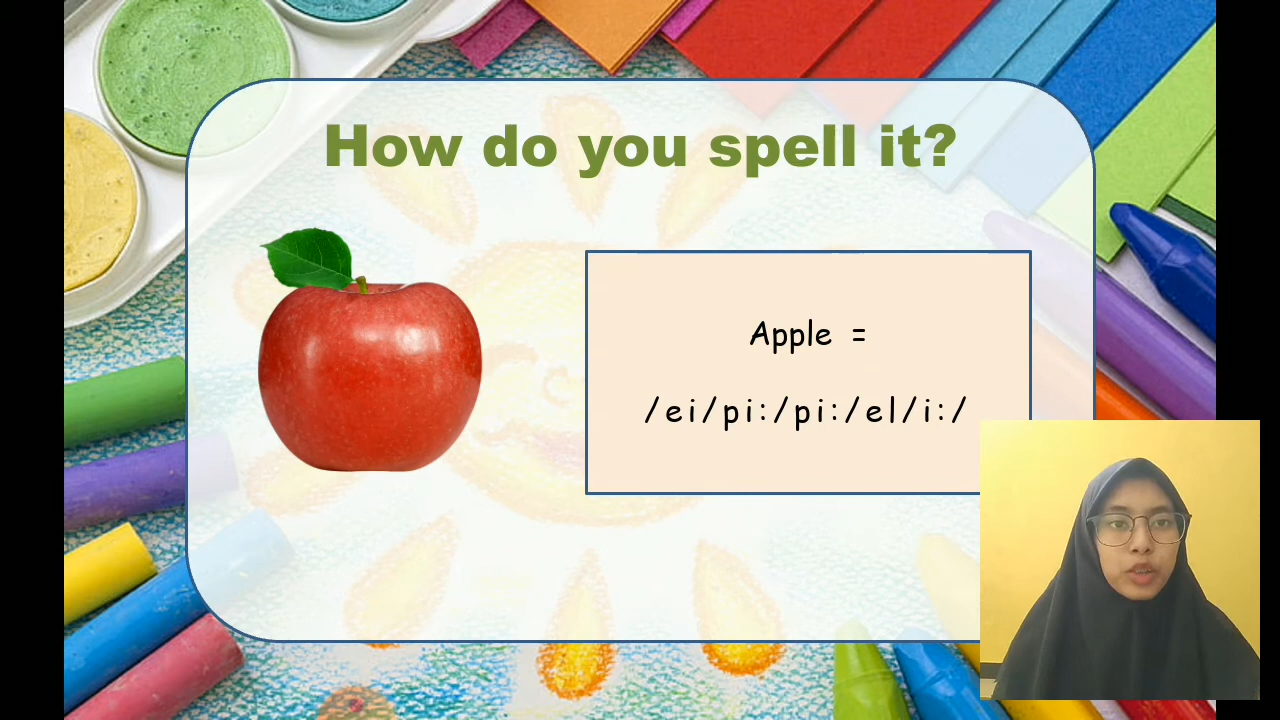 How do you spell it?
Apple =
/ei/pi:/pi:/el/i:/